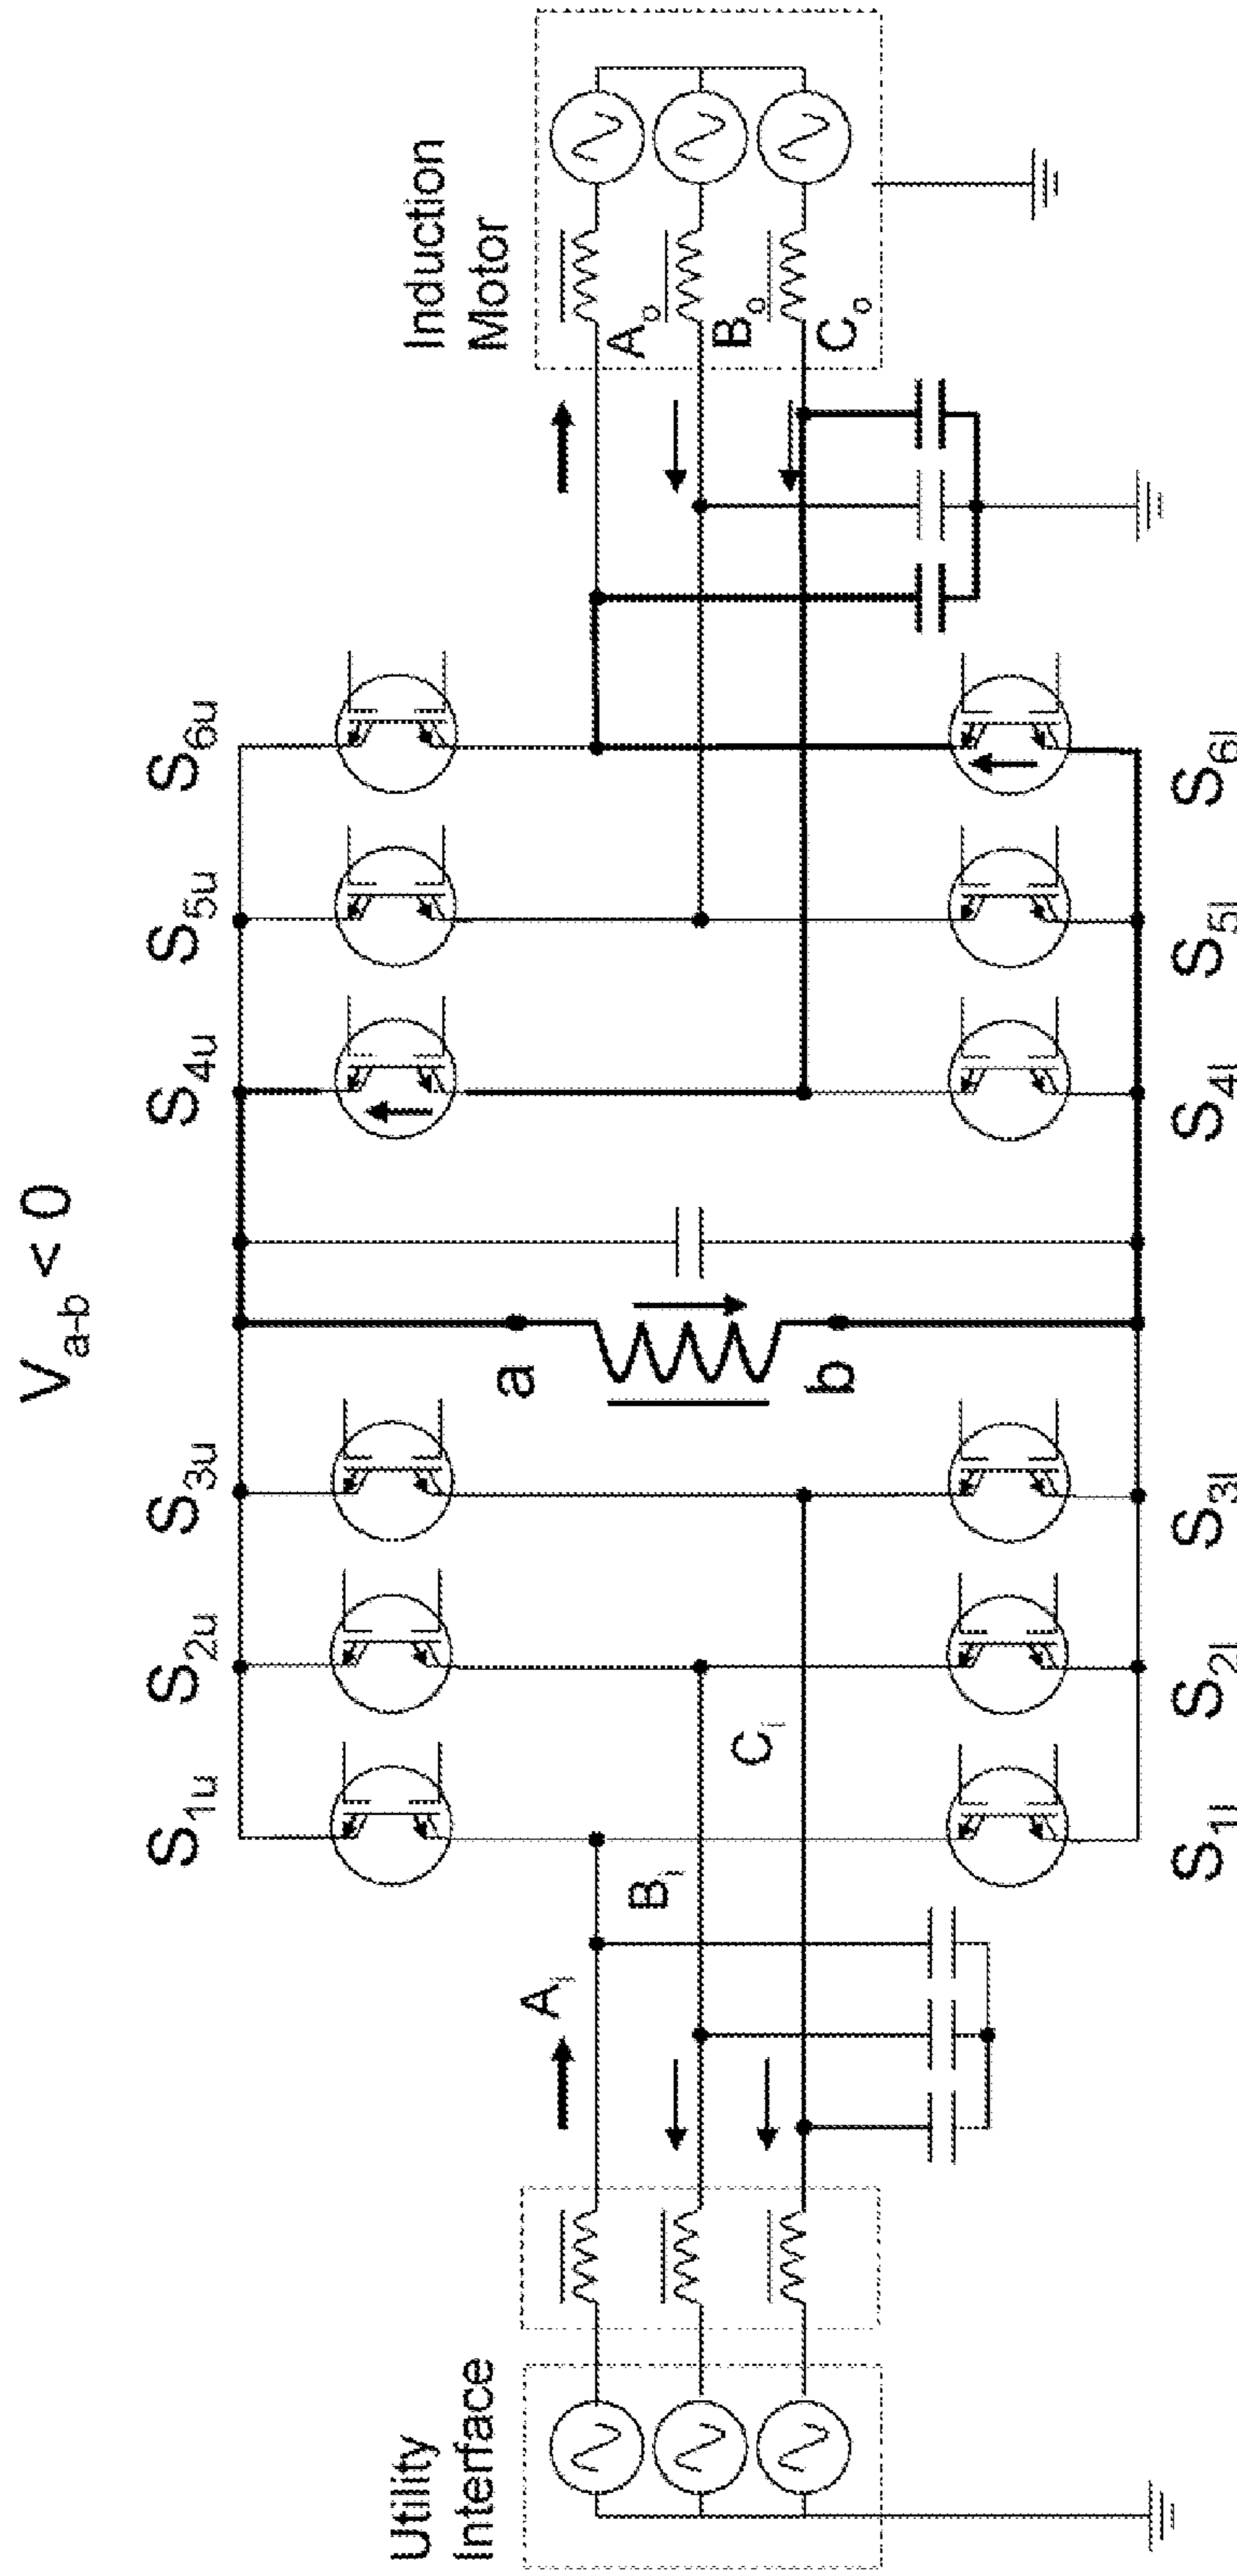 V_a-b < 0
S_1u
S_2u
S_3u
S_4u
S_5u
S_6u
Utility
Interface
Induction
Motor
A_i
B_i
C_i
a
b
A_o
B_o
C_o
S_1l
S_2l
S_3l
S_4l
S_5l
S_6l